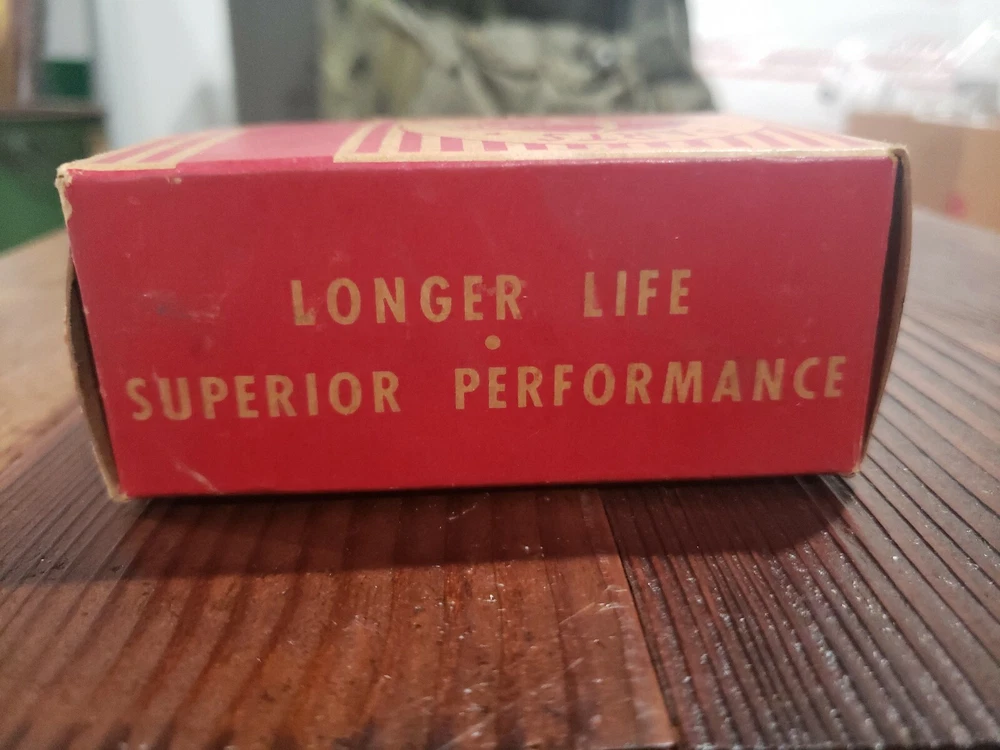 LONGER LIFE
•
SUPERIOR PERFORMANCE